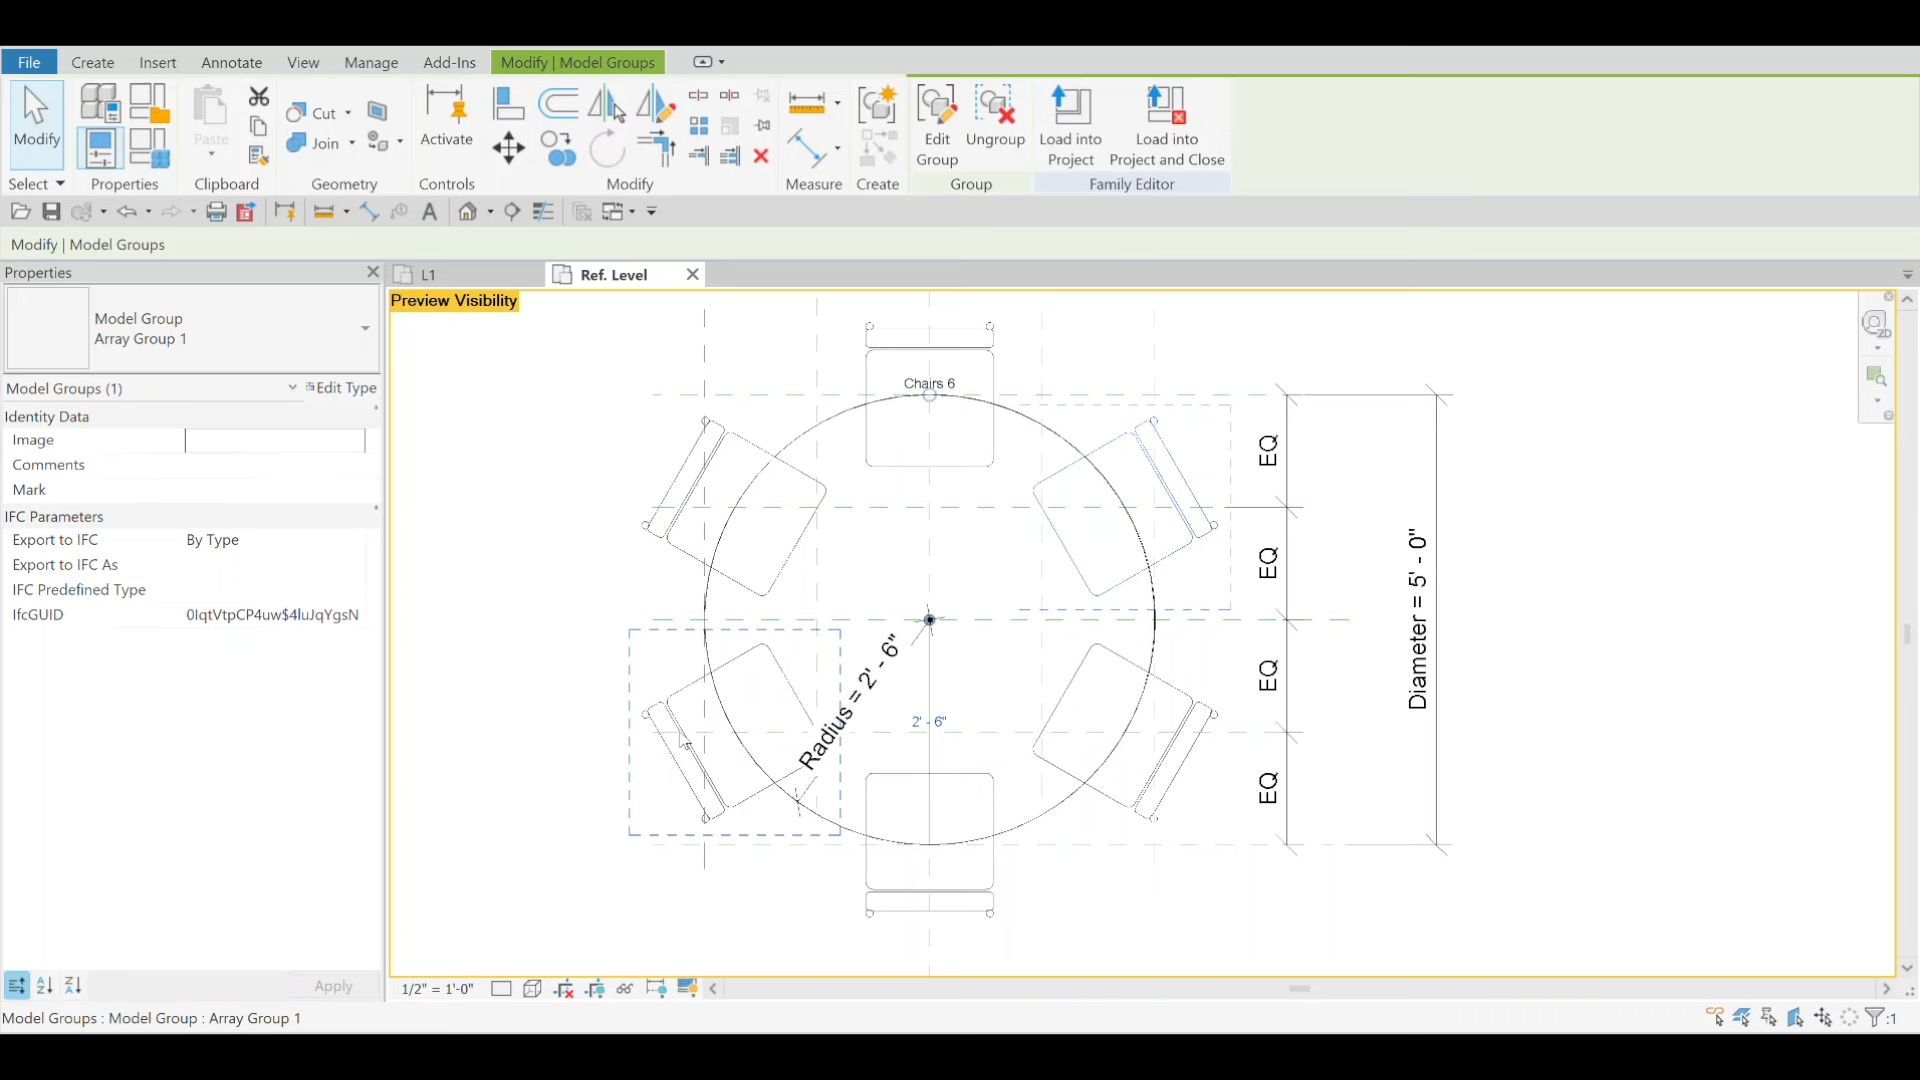 File Create Insert Annotate View Manage Add-Ins Modify | Model Groups
Modify
Paste
Cut
Join
Activate
Edit Group
Ungroup
Load into Project
Load into Project and Close
Select Properties Clipboard Geometry Controls Modify Measure Create Group Family Editor
Modify | Model Groups
Properties
L1
Ref. Level
Preview Visibility
Model Group
Array Group 1
Model Groups (1)
Edit Type
Identity Data
Image
Comments
Mark
IFC Parameters
Export to IFC By Type
Export to IFC As
IFC Predefined Type
IfcGUID 0IqtVtpCP4uw$4luJqYgsN
Apply
2D
Chairs 6
EQ
EQ
EQ
EQ
Diameter = 5' - 0"
Radius = 2' - 6"
2' - 6"
1/2" = 1'-0"
Model Groups : Model Group : Array Group 1
:1